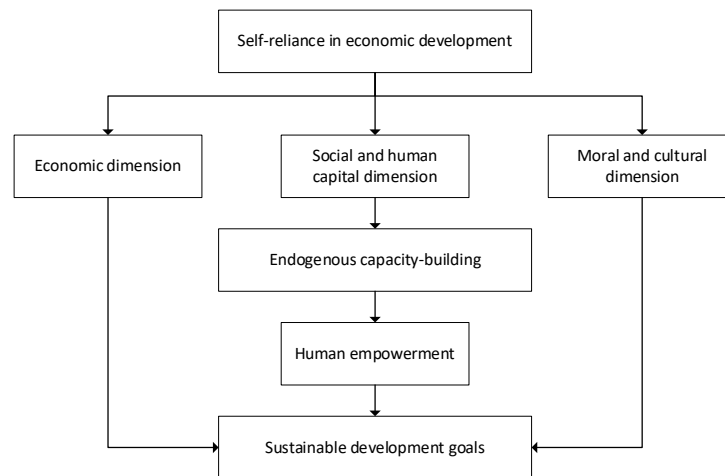 Self-reliance in economic development
Economic dimension
Social and human
capital dimension
Moral and cultural
dimension
Endogenous capacity-building
Human empowerment
Sustainable development goals